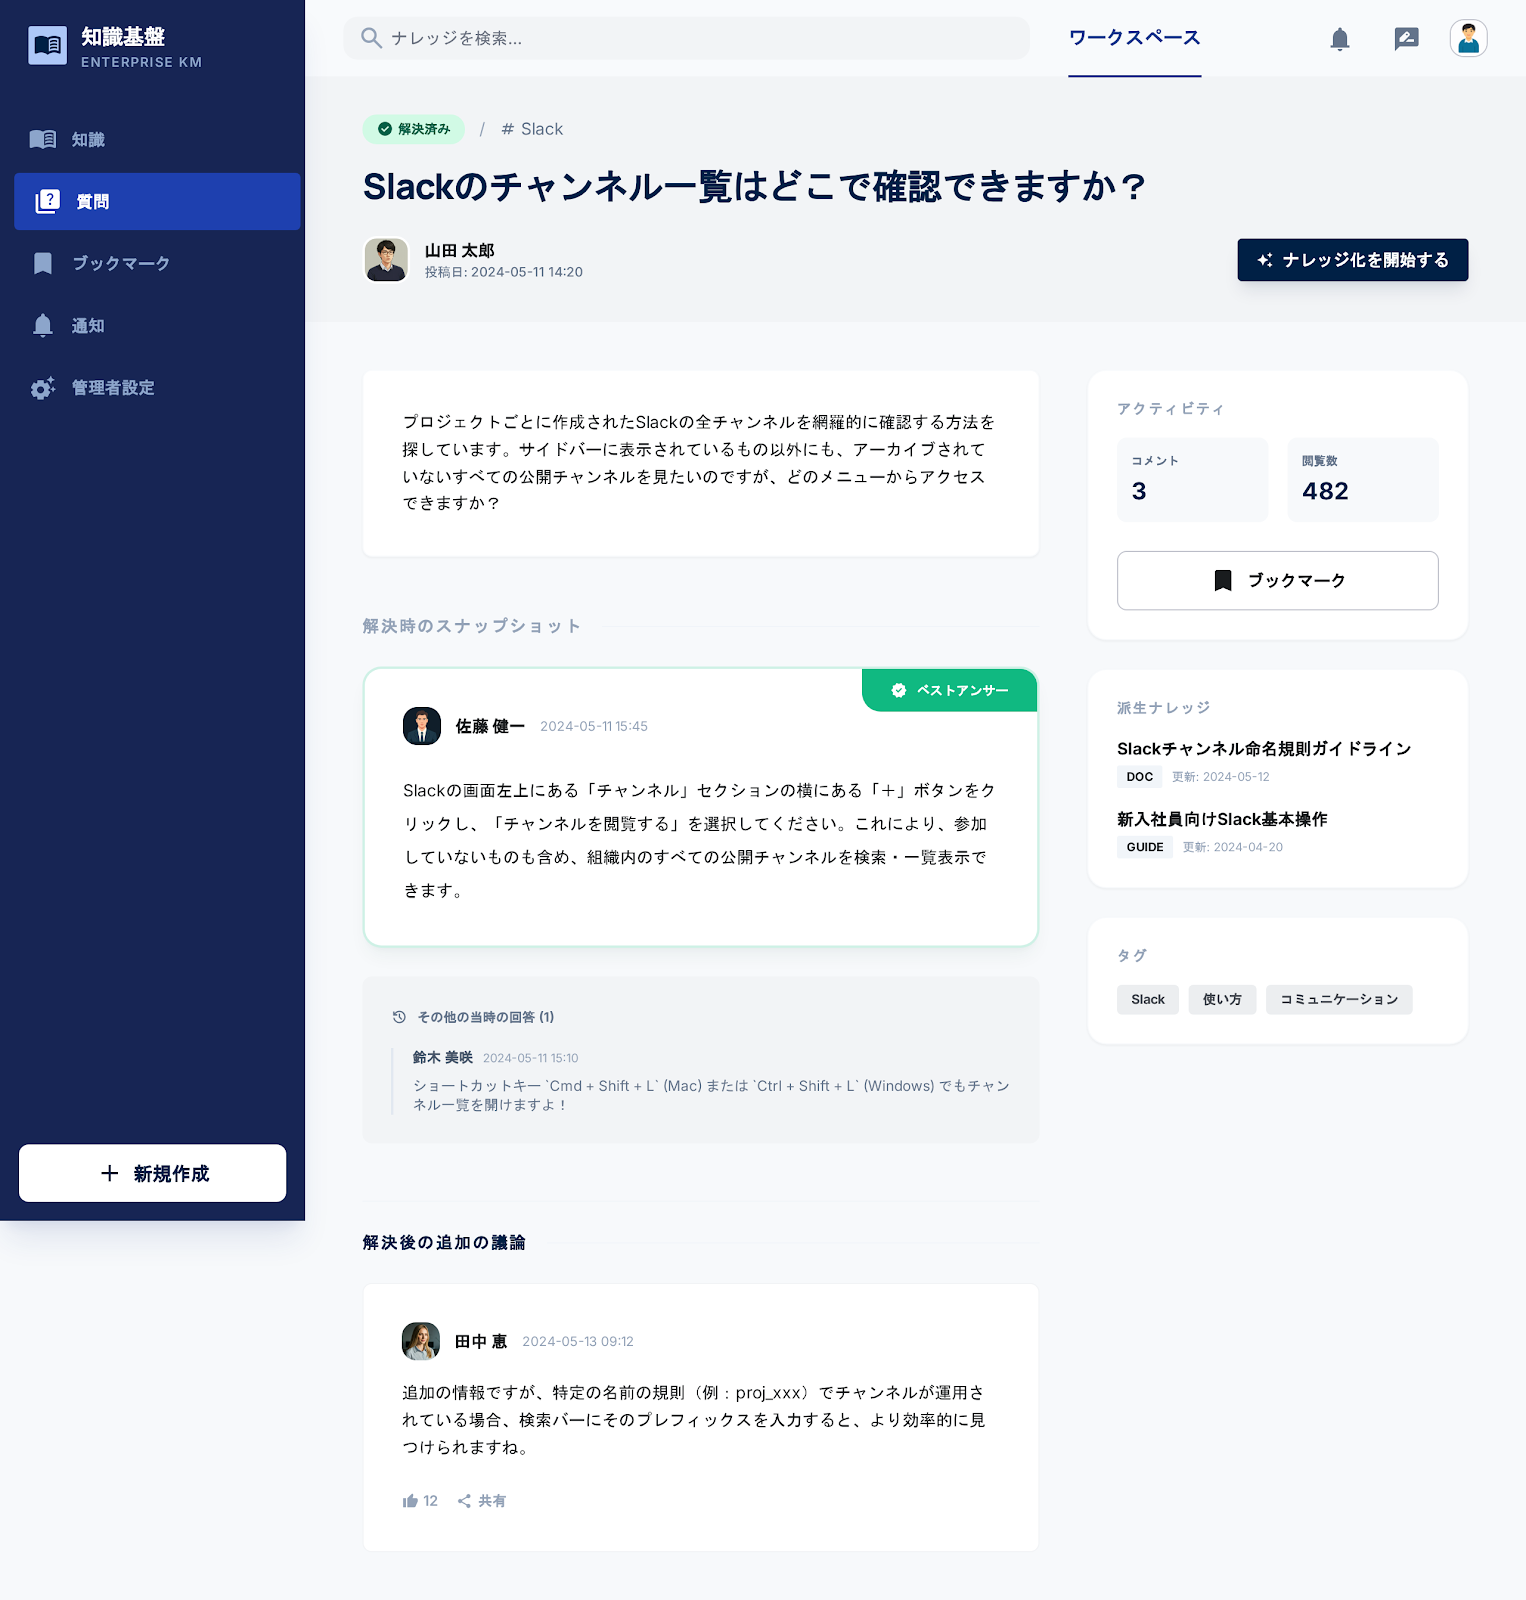 知識基盤
ENTERPRISE KM
知識
質問
ブックマーク
通知
管理者設定
新規作成
ナレッジを検索...
ワークスペース
解決済み / # Slack
Slackのチャンネル一覧はどこで確認できますか？
山田 太郎
投稿日: 2024-05-11 14:20
ナレッジ化を開始する
プロジェクトごとに作成されたSlackの全チャンネルを網羅的に確認する方法を
探しています。サイドバーに表示されているもの以外にも、アーカイブされて
いないすべての公開チャンネルを見たいのですが、どのメニューからアクセス
できますか？
解決時のスナップショット
ベストアンサー
佐藤 健一 2024-05-11 15:45
Slackの画面左上にある「チャンネル」セクションの横にある「＋」ボタンをク
リックし、「チャンネルを閲覧する」を選択してください。これにより、参加
していないものも含め、組織内のすべての公開チャンネルを検索・一覧表示で
きます。
その他の当時の回答 (1)
鈴木 美咲 2024-05-11 15:10
ショートカットキー `Cmd + Shift + L` (Mac) または `Ctrl + Shift + L` (Windows) でもチャン
ネル一覧を開けますよ！
解決後の追加の議論
田中 恵 2024-05-13 09:12
追加の情報ですが、特定の名前の規則（例：proj_xxx）でチャンネルが運用さ
れている場合、検索バーにそのプレフィックスを入力すると、より効率的に見
つけられますね。
12 共有
アクティビティ
コメント
3
閲覧数
482
ブックマーク
派生ナレッジ
Slackチャンネル命名規則ガイドライン
DOC 更新: 2024-05-12
新入社員向けSlack基本操作
GUIDE 更新: 2024-04-20
タグ
Slack 使い方 コミュニケーション